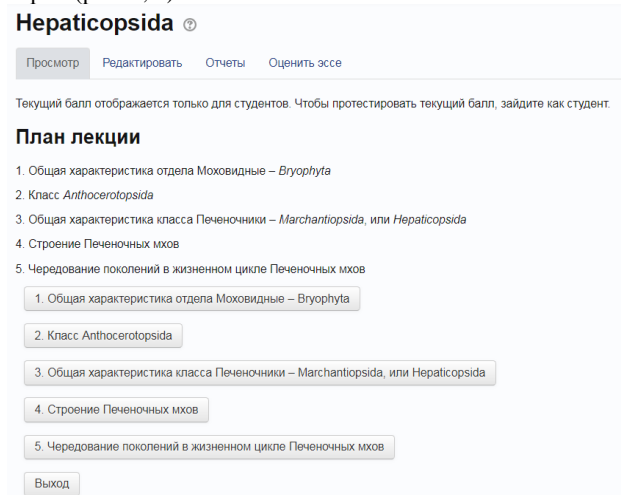 Hepaticopsida
Просмотр Редактировать Отчеты Оценить эссе
Текущий балл отображается только для студентов. Чтобы протестировать текущий балл, зайдите как студент.
План лекции
1. Общая характеристика отдела Моховидные – Bryophyta
2. Класс Anthocerotopsida
3. Общая характеристика класса Печеночники – Marchantiopsida, или Hepaticopsida
4. Строение Печеночных мхов
5. Чередование поколений в жизненном цикле Печеночных мхов
1. Общая характеристика отдела Моховидные – Bryophyta
2. Класс Anthocerotopsida
3. Общая характеристика класса Печеночники – Marchantiopsida, или Hepaticopsida
4. Строение Печеночных мхов
5. Чередование поколений в жизненном цикле Печеночных мхов
Выход